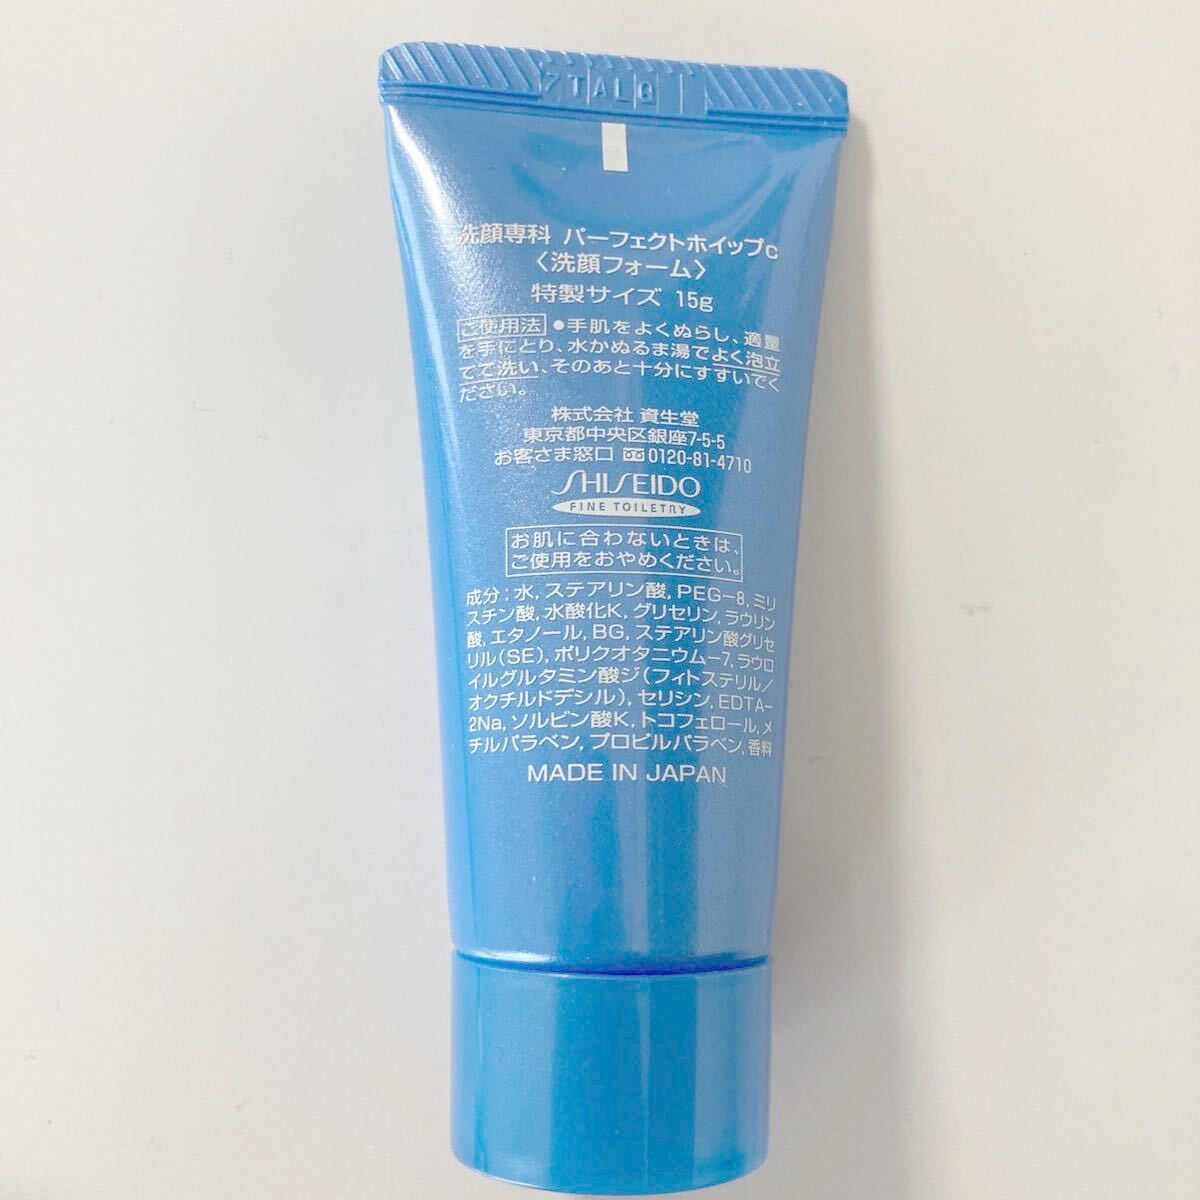 7TALG
洗顔専科 パーフェクトホイップc
〈洗顔フォーム〉
特製サイズ 15g
ご使用法 ●手肌をよくぬらし、適量
を手にとり、水かぬるま湯でよく泡立
てて洗い、そのあと十分にすすいでく
ださい。
株式会社 資生堂
東京都中央区銀座7-5-5
お客さま窓口 0120-81-4710
SHISEIDO
FINE TOILETRY
お肌に合わないときは、
ご使用をおやめください。
成分:水, ステアリン酸, PEG-8, ミリ
スチン酸, 水酸化K, グリセリン, ラウリン
酸, エタノール, BG, ステアリン酸グリセ
リル(SE), ポリクオタニウム-7, ラウロ
イルグルタミン酸ジ(フィトステリル/
オクチルドデシル), セリシン, EDTA-
2Na, ソルビン酸K, トコフェロール, メ
チルパラベン, プロピルパラベン, 香料
MADE IN JAPAN